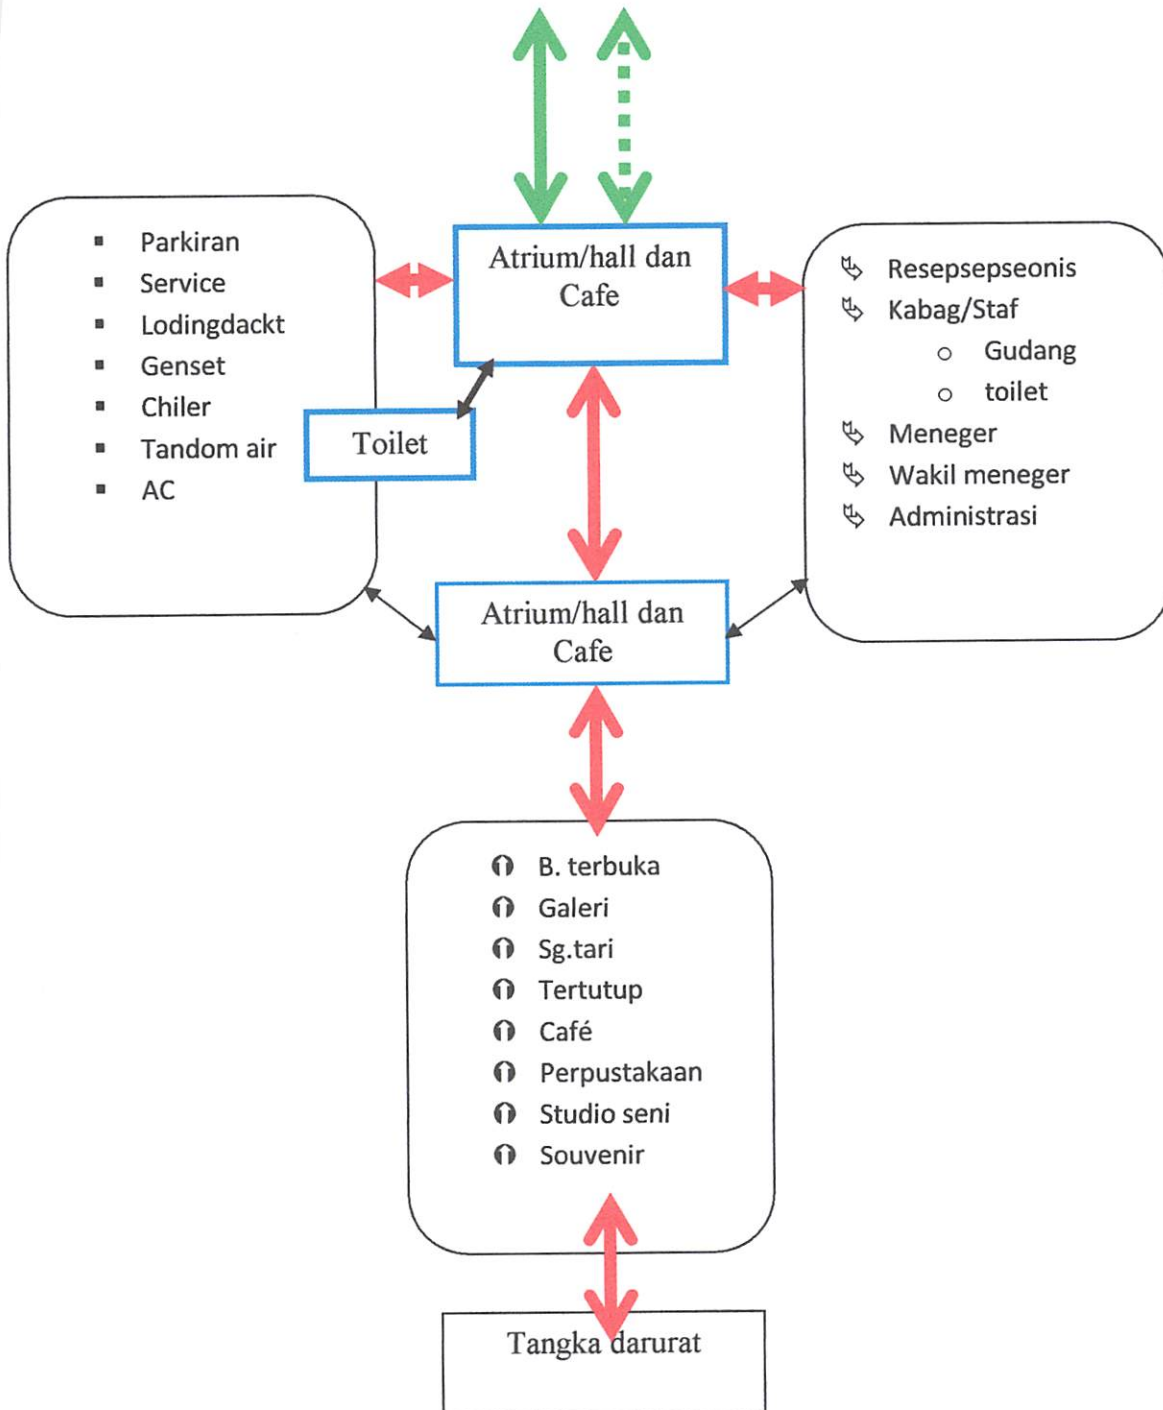 Atrium/hall dan
Cafe
Parkiran
Service
Lodingdackt
Genset
Chiler
Tandom air
AC
Toilet
Resepsepseonis
Kabag/Staf
Gudang
toilet
Meneger
Wakil meneger
Administrasi
Atrium/hall dan
Cafe
B. terbuka
Galeri
Sg.tari
Tertutup
Café
Perpustakaan
Studio seni
Souvenir
Tangka darurat